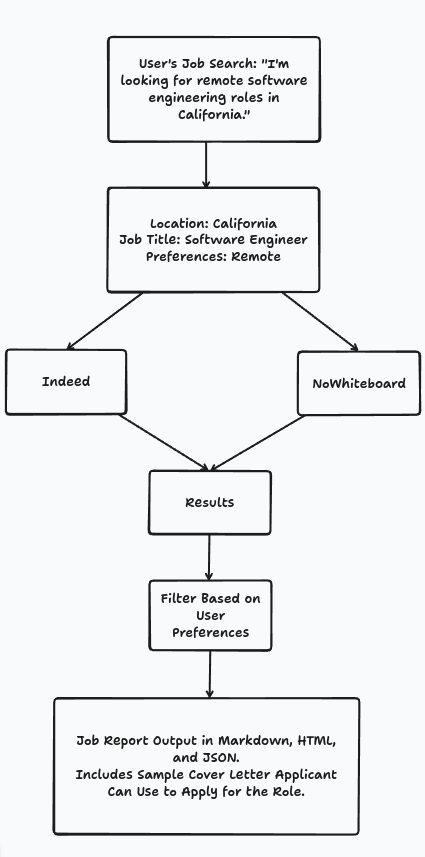 User's Job Search: "I'm
looking for remote software
engineering roles in
California."
Location: California
Job Title: Software Engineer
Preferences: Remote
Indeed
NoWhiteboard
Results
Filter Based on
User
Preferences
Job Report Output in Markdown, HTML,
and JSON.
Includes Sample Cover Letter Applicant
Can Use to Apply for the Role.